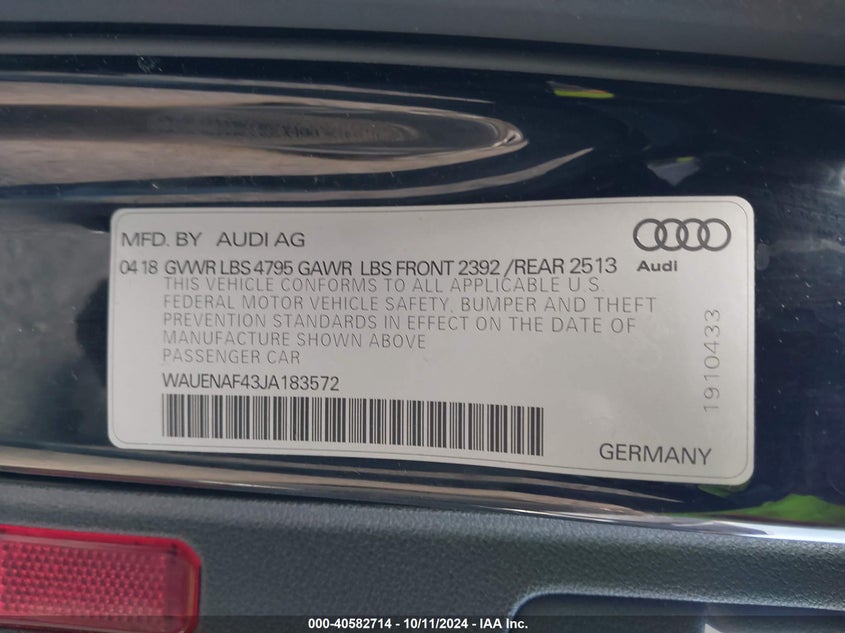 MFD. BY AUDI AG
Audi
04 18 GVWR LBS 4795 GAWR LBS FRONT 2392 /REAR 2513
THIS VEHICLE CONFORMS TO ALL APPLICABLE U.S.
FEDERAL MOTOR VEHICLE SAFETY, BUMPER AND THEFT
PREVENTION STANDARDS IN EFFECT ON THE DATE OF
MANUFACTURE SHOWN ABOVE
PASSENGER CAR
WAUENAF43JA183572
1910433
GERMANY
000-40582714 - 10/11/2024 - IAA Inc.